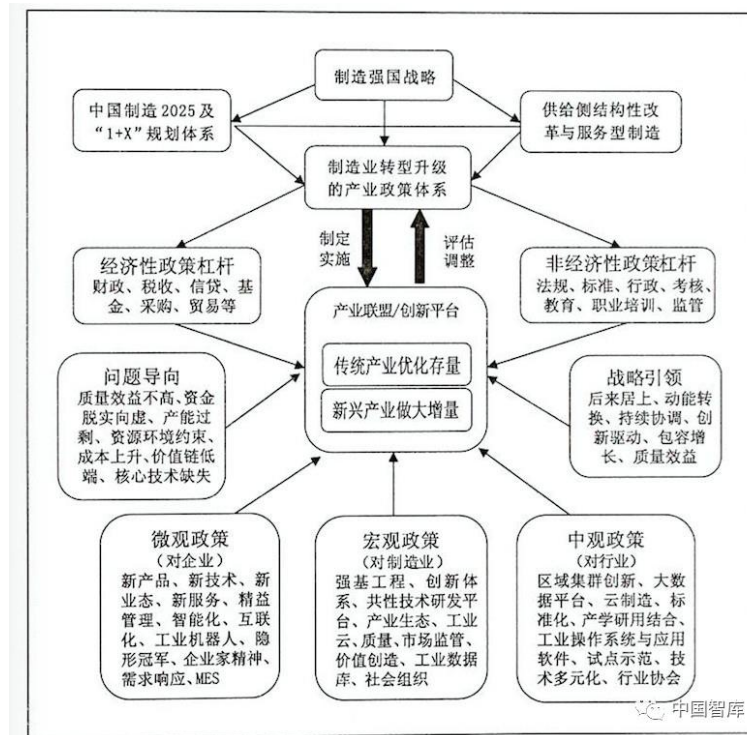 制造强国战略
中国制造2025及
“1+X”规划体系
供给侧结构性改
革与服务型制造
制造业转型升级
的产业政策体系
制定
实施
评估
调整
经济性政策杠杆
财政、税收、信贷、基
金、采购、贸易等
非经济性政策杠杆
法规、标准、行政、考核、
教育、职业培训、监管
产业联盟/创新平台
传统产业优化存量
新兴产业做大增量
问题导向
质量效益不高、资金
脱实向虚、产能过
剩、资源环境约束、
成本上升、价值链低
端、核心技术缺失
战略引领
后来居上、动能转
换、持续协调、创
新驱动、包容增
长、质量效益
微观政策
(对企业)
新产品、新技术、新
业态、新服务、精益
管理、智能化、互联
化、工业机器人、隐
形冠军、企业家精神、
需求响应、MES
宏观政策
(对制造业)
强基工程、创新体
系、共性技术研发平
台、产业生态、工业
云、质量、市场监管、
价值创造、工业数据
库、社会组织
中观政策
(对行业)
区域集群创新、大数
据平台、云制造、标
准化、产学研用结合、
工业操作系统与应用
软件、试点示范、技
术多元化、行业协会
中国智库